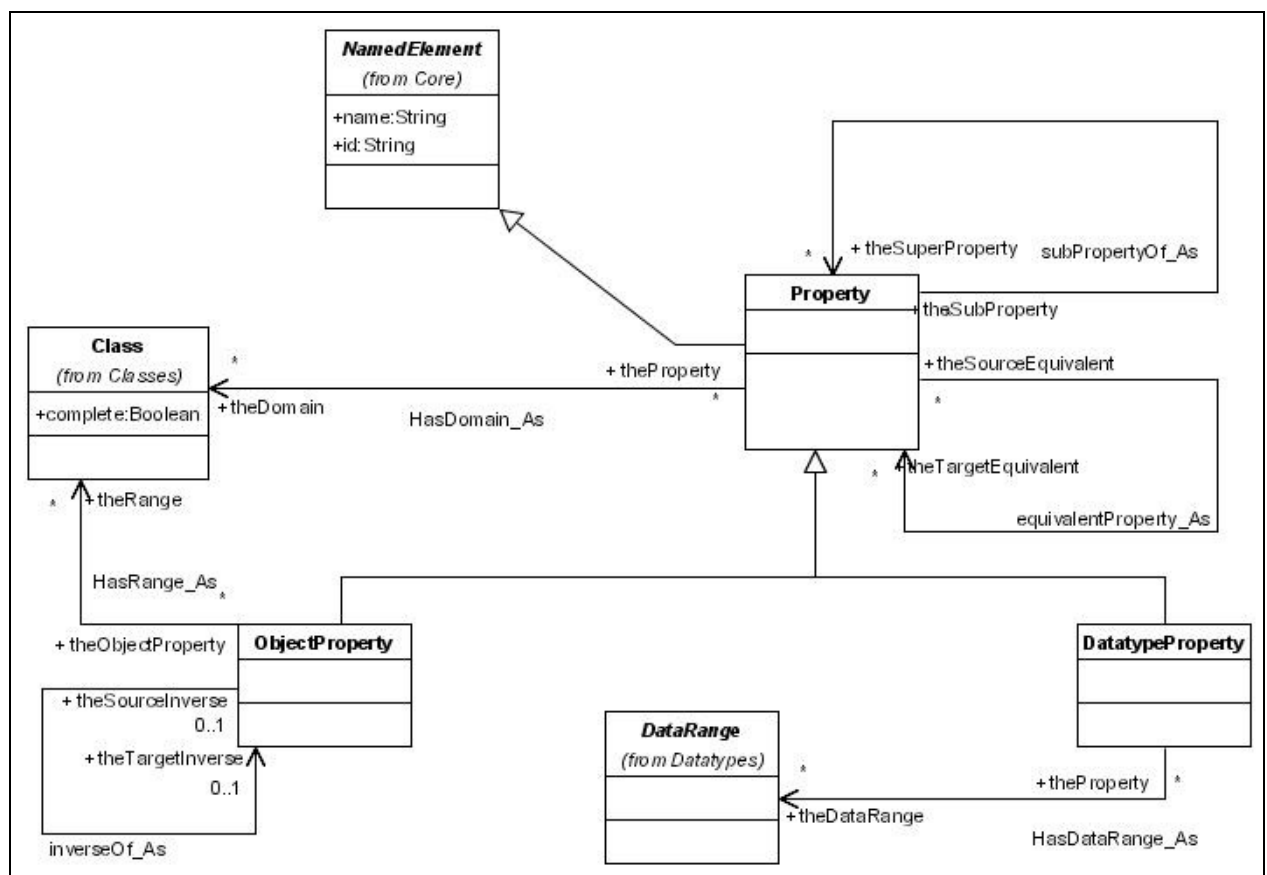 NamedElement
(from Core)
+name:String
+id:String
* + theSuperProperty
subPropertyOf_As
Property
+theSubProperty
+ theSourceEquivalent
*
* +theTargetEquivalent
equivalentProperty_As
Class
(from Classes)
+complete:Boolean
*
+theDomain
HasDomain_As
+ theProperty
*
* +theRange
HasRange_As
*
+ theObjectProperty
ObjectProperty
+ theSourceInverse
0..1
+ theTargetInverse
0..1
inverseOf_As
DataRange
(from Datatypes)
*
+theDataRange
DatatypeProperty
+ theProperty *
HasDataRange_As